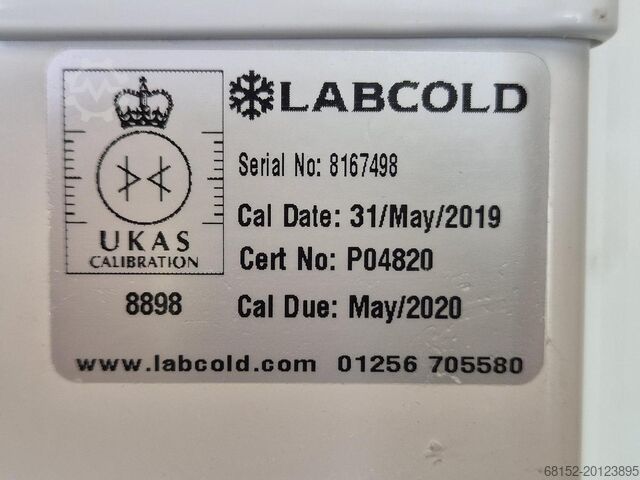 LABCOLD
Serial No: 8167498
Cal Date: 31/May/2019
UKAS
CALIBRATION
Cert No: P04820
8898
Cal Due: May/2020
www.labcold.com 01256 705580
68152-20123895